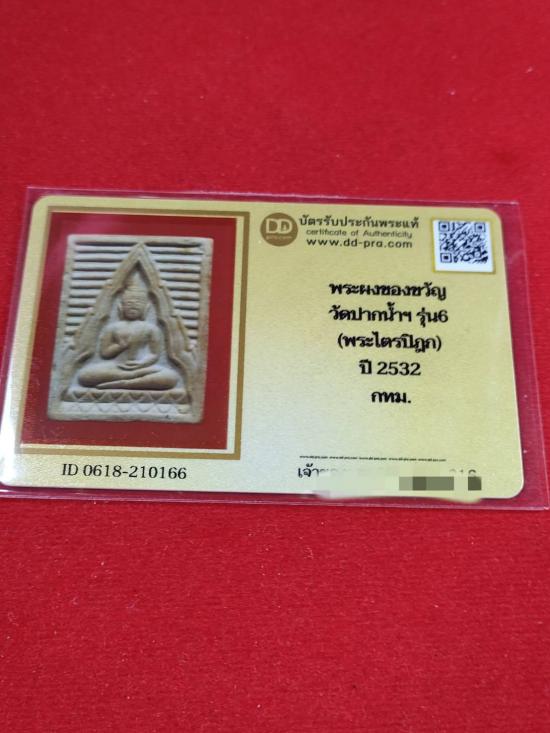 DD
บัตรรับประกันพระแท้
certificate of Authenticity
www.dd-pra.com
พระผงของขวัญ
วัดปากน้ำฯ รุ่น6
(พระไตรปิฎก)
ปี 2532
กทม.
ID 0618-210166